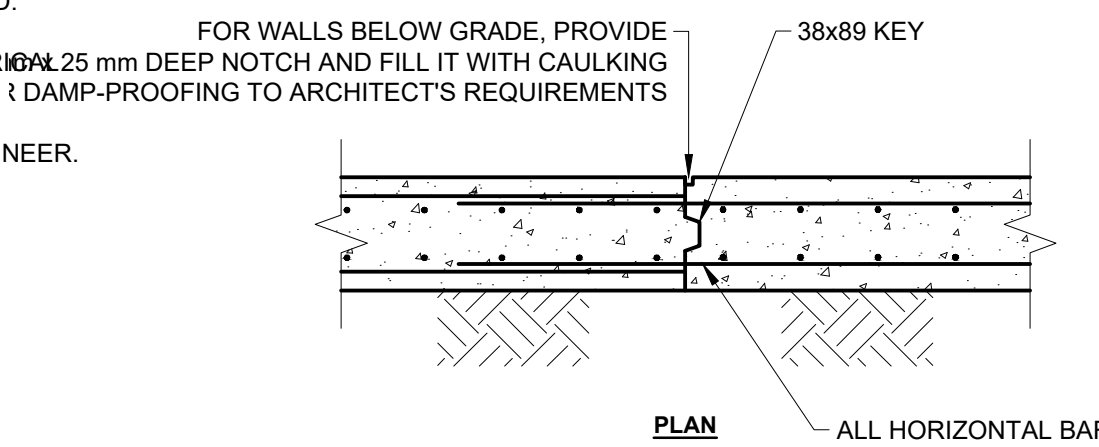 FOR WALLS BELOW GRADE, PROVIDE
38x89 KEY
25 mm DEEP NOTCH AND FILL IT WITH CAULKING
R DAMP-PROOFING TO ARCHITECT'S REQUIREMENTS
NEER.
PLAN
ALL HORIZONTAL BAR